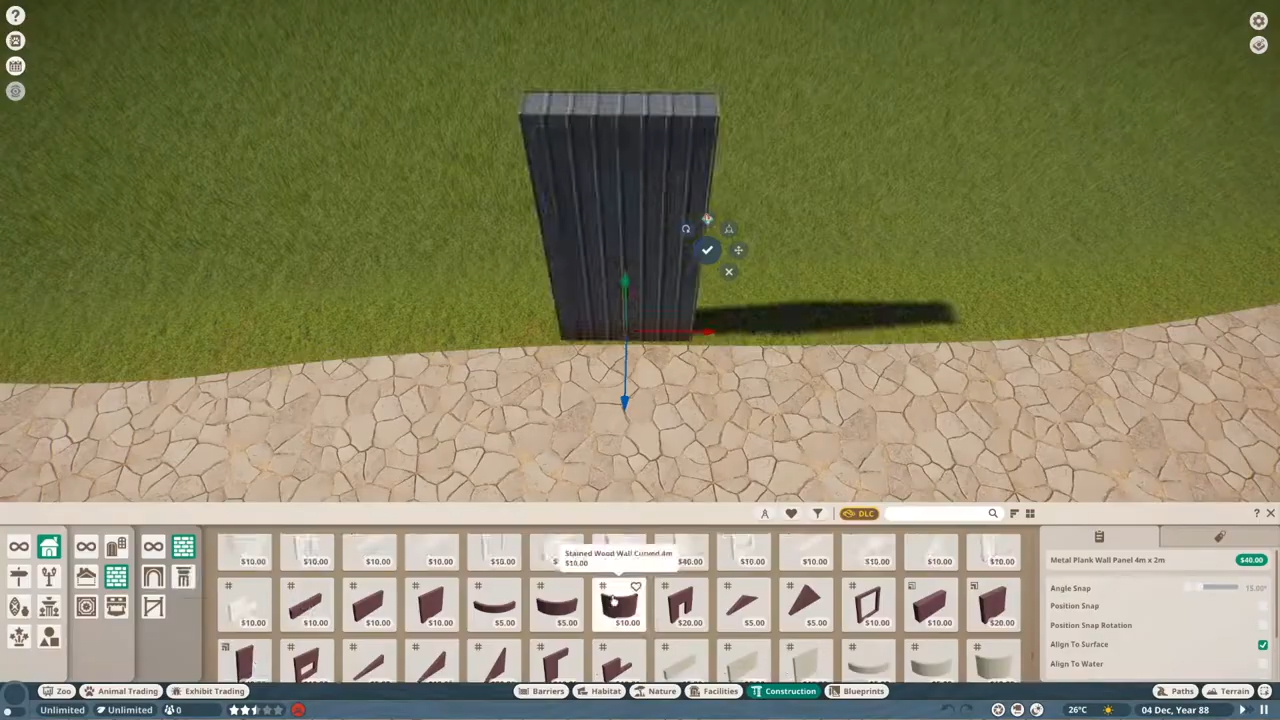 ?
DLC
? ×
Stained Wood Wall Curved 4m
$10.00
$10.00 $10.00 $10.00 $10.00 $10.00 $10.00 $10.00 $10.00 $10.00 $10.00
$10.00 $10.00 $10.00 $10.00 $5.00 $5.00 $10.00 $20.00 $5.00 $5.00 $10.00 $10.00 $20.00
Metal Plank Wall Panel 4m x 2m $40.00
Angle Snap 15.00°
Position Snap
Position Snap Rotation
Align To Surface
Align To Water
Zoo Animal Trading Exhibit Trading Barriers Habitat Nature Facilities Construction Blueprints Paths Terrain
Unlimited Unlimited 0 26°C 04 Dec, Year 88